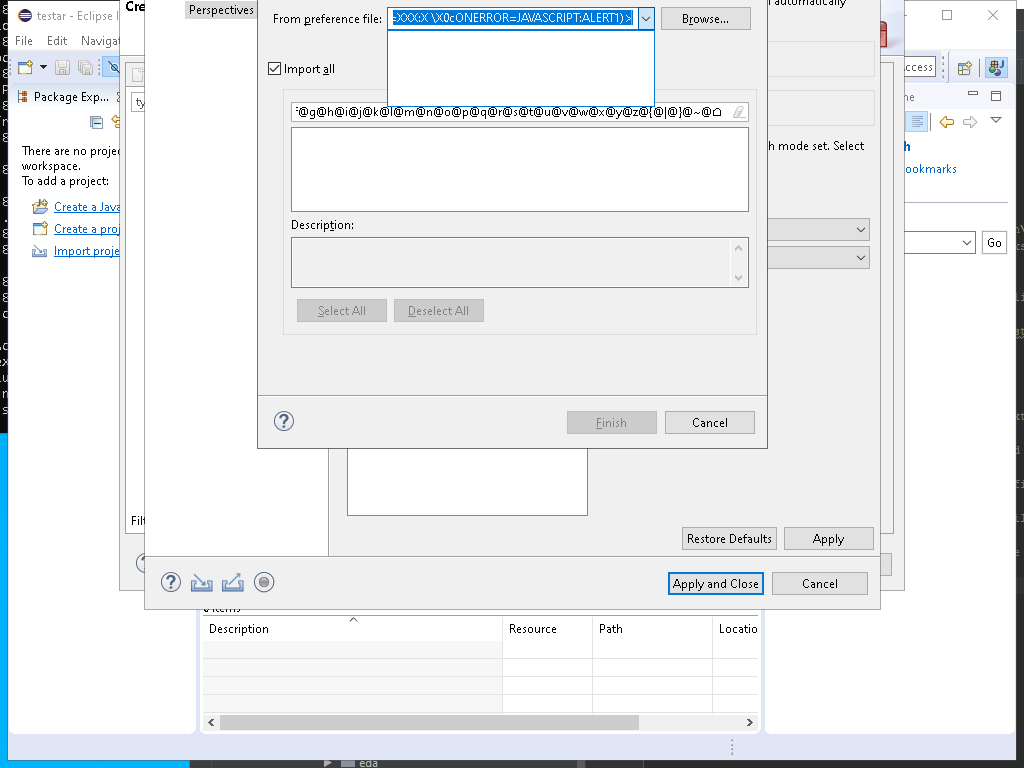 testar - Eclipse I
Cre
Perspectives
From preference file:
=XXX:X \X0cONERROR=JAVASCRIPT:ALERT1) >
Browse...
automatically
File Edit Navigat
Import all
ccess
Package Exp...
ty
@g@h@i@j@k@l@m@n@o@p@q@r@s@t@u@v@w@x@y@z@{@|@}@~@
ne
There are no projec
workspace.
To add a project:
h mode set. Select
h
ookmarks
Create a Java
Create a proj
Import proje
Description:
Go
Select All
Deselect All
Finish
Cancel
Filt
Restore Defaults
Apply
Apply and Close
Cancel
Items
Description
Resource
Path
Locatio
eda